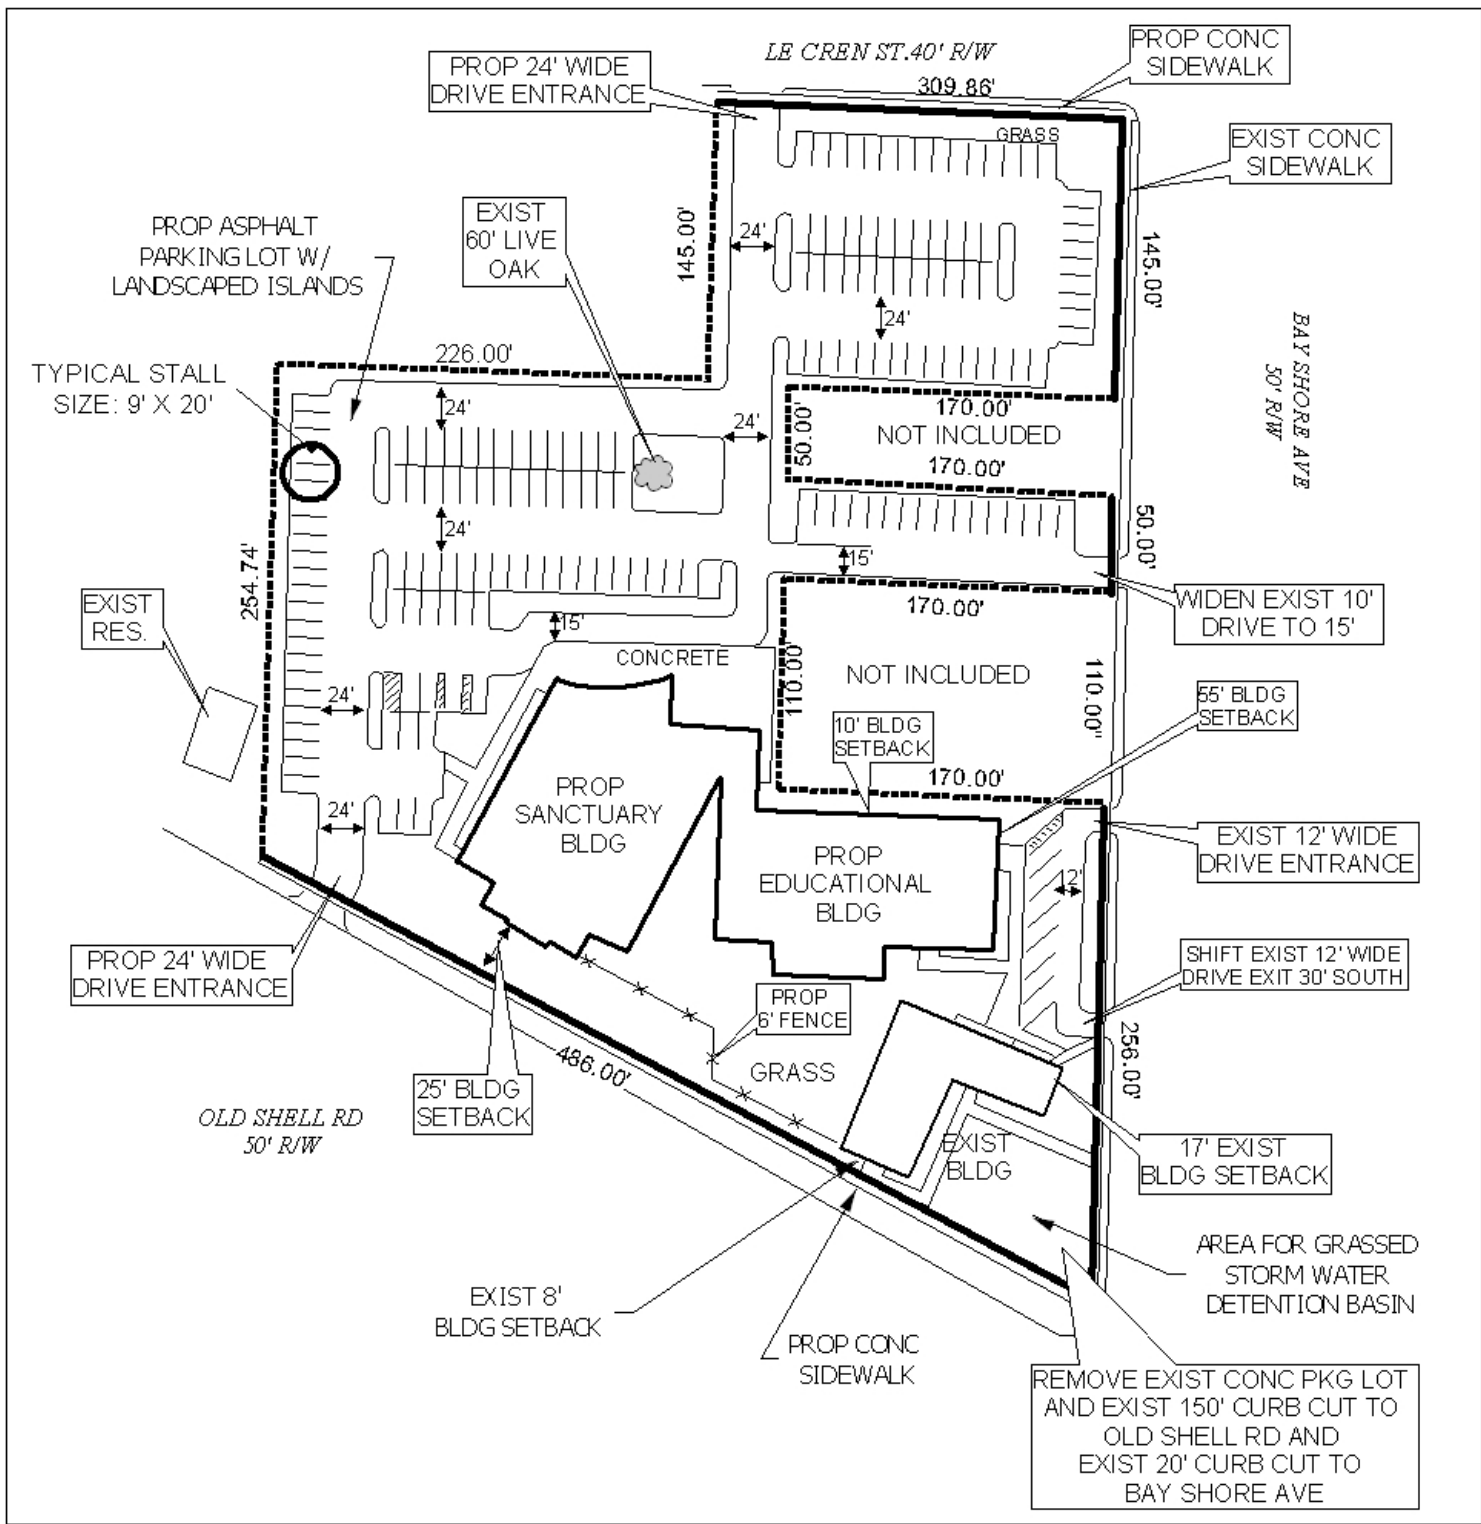 LE CREN ST.40' R/W
PROP 24' WIDE
DRIVE ENTRANCE
309.86'
PROP CONC
SIDEWALK
GRASS
EXIST CONC
SIDEWALK
EXIST
60' LIVE
OAK
PROP ASPHALT
PARKING LOT W/
LANDSCAPED ISLANDS
145.00'
24'
145.00'
24'
BAY SHORE AVE
50' R/W
226.00'
TYPICAL STALL
SIZE: 9' X 20'
24'
24'
170.00'
NOT INCLUDED
50.00'
170.00'
24'
50.00'
15'
254.74'
EXIST
RES.
170.00'
WIDEN EXIST 10'
DRIVE TO 15'
15'
CONCRETE
NOT INCLUDED
110.00'
110.00"
55' BLDG
SETBACK
24'
10' BLDG
SETBACK
170.00'
PROP
SANCTUARY
BLDG
24'
PROP
EDUCATIONAL
BLDG
EXIST 12' WIDE
DRIVE ENTRANCE
12'
PROP 24' WIDE
DRIVE ENTRANCE
SHIFT EXIST 12' WIDE
DRIVE EXIT 30' SOUTH
PROP
6' FENCE
256.00'
486.00'
GRASS
25' BLDG
SETBACK
OLD SHELL RD
50' R/W
EXIST
BLDG
17' EXIST
BLDG SETBACK
AREA FOR GRASSED
STORM WATER
DETENTION BASIN
EXIST 8'
BLDG SETBACK
PROP CONC
SIDEWALK
REMOVE EXIST CONC PKG LOT
AND EXIST 150' CURB CUT TO
OLD SHELL RD AND
EXIST 20' CURB CUT TO
BAY SHORE AVE